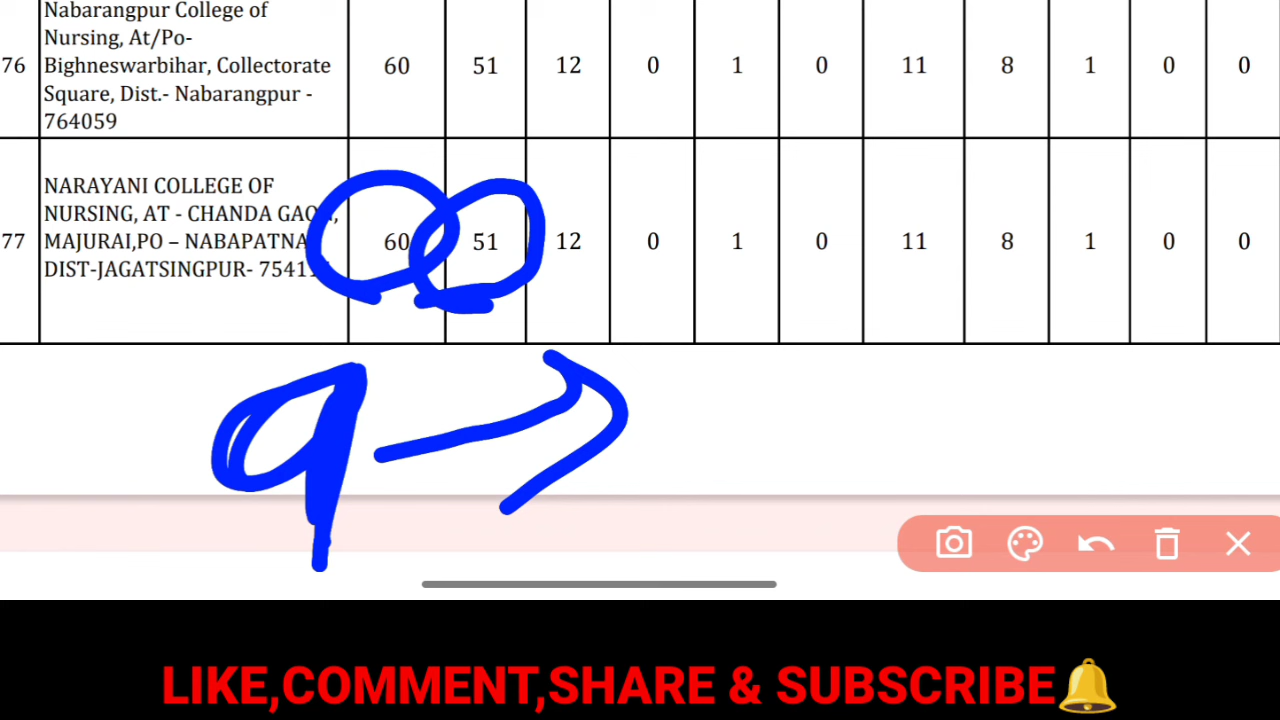 Nabarangpur College of
Nursing, At/Po-
76 Bighneswarbihar, Collectorate 60 51 12 0 1 0 11 8 1 0 0
Square, Dist.- Nabarangpur -
764059
NARAYANI COLLEGE OF
NURSING, AT - CHANDA GAON,
77 MAJURAI,PO – NABAPATNA 60 51 12 0 1 0 11 8 1 0 0
DIST-JAGATSINGPUR-
9 →
LIKE,COMMENT,SHARE & SUBSCRIBE🔔